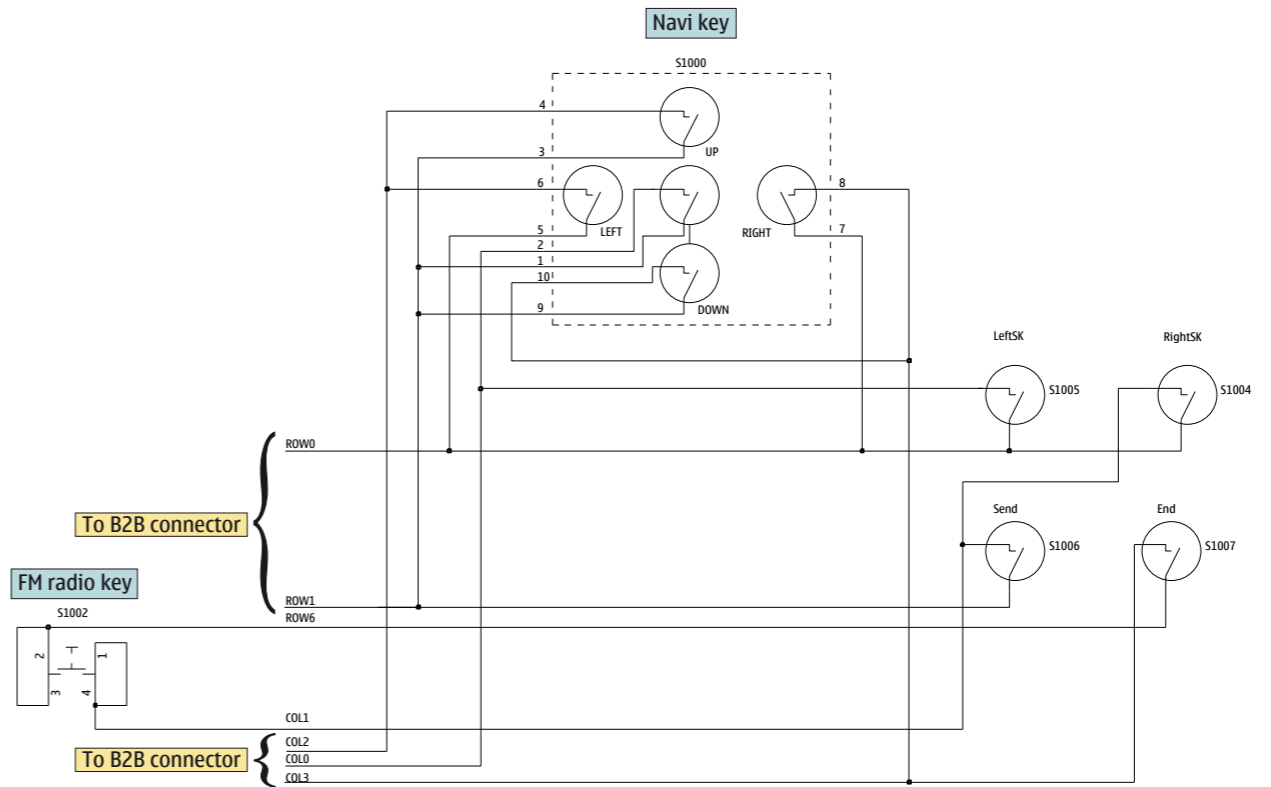 Navi key
S1000
4
UP
3
6
8
LEFT
RIGHT
5
7
2
1
10
9
DOWN
LeftSK
RightSK
S1005
S1004
ROW0
To B2B connector
Send
End
S1006
S1007
FM radio key
ROW1
S1002
ROW6
2
1
3
4
COL1
COL2
To B2B connector
COL0
COL3